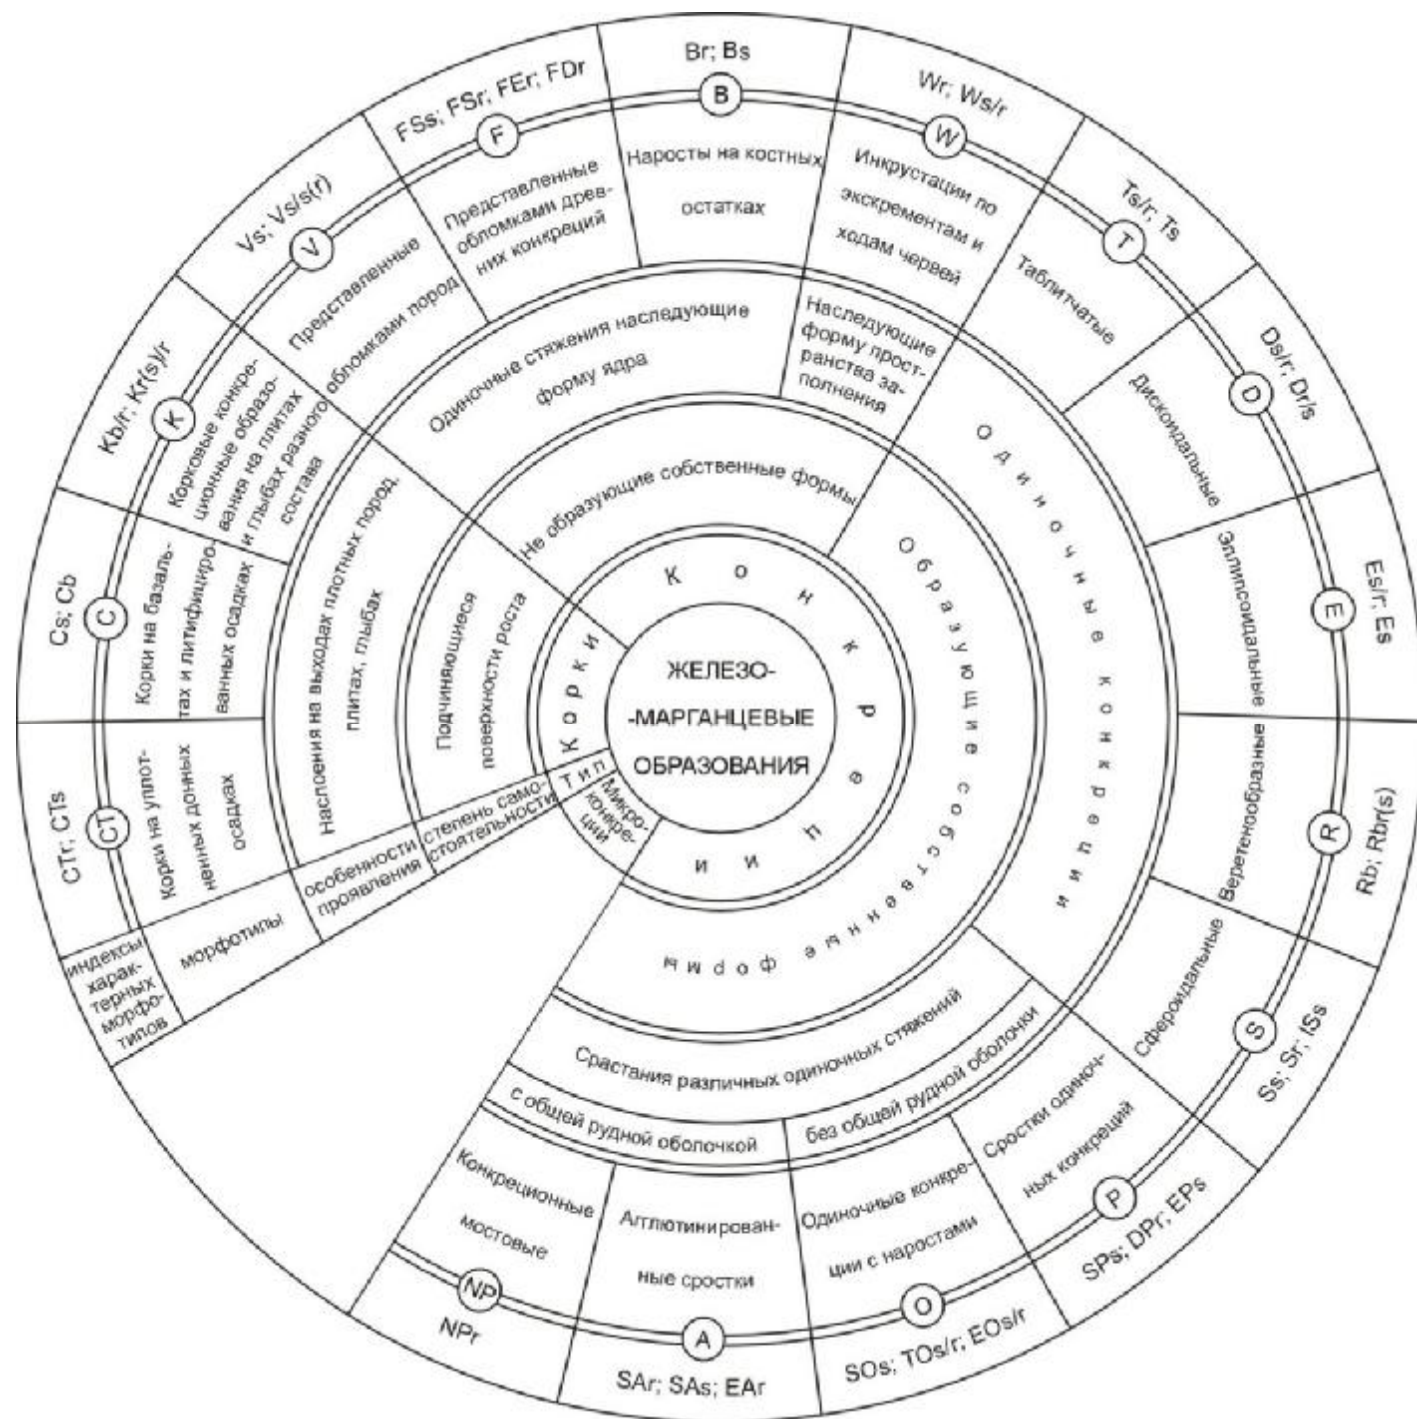 ЖЕЛЕЗО-
-МАРГАНЦЕВЫЕ
ОБРАЗОВАНИЯ
Тип
Корки
Конкреции
Микро-
конкре-
ций
степень само-
стоятельности
Подчиняющиеся
поверхности роста
Не образующие собственные формы
Образующие собственные формы
особенности
проявления
Наслоения на выходах плотных пород,
плитах, глыбах
Одиночные стяжения наследующие
форму ядра
Наследующие
форму прост-
ранства за-
полнения
Одиночные конкреции
Срастания различных одиночных стяжений
без общей рудной оболочки
с общей рудной оболочкой
морфотипы
индексы
харак-
терных
морфо-
типов
Корки на уплот-
ненных донных
осадках
CT
CTr; CTs
Корки на базаль-
тах и литифициро-
ванных осадках
C
Cs; Cb
Корковые конкре-
ционные образо-
вания на плитах
и глыбах разного
состава
K
Kb/r; Kr(s)/r
Представленные
обломками пород
V
Vs; Vs/s(r)
Представленные
обломками древ-
них конкреций
F
FSs; FSr; FEr; FDr
Наросты на костных
остатках
B
Br; Bs
Инкрустации по
экскрементам и
ходам червей
W
Wr; Ws/r
Таблитчатые
T
Ts/r; Ts
Дискоидальные
D
Ds/r; Dr/s
Эллипсоидальные
E
Es/r; Es
Веретенообразные
R
Rb; Rbr(s)
Сфероидальные
S
Ss; Sr; ISs
Сростки одиноч-
ных конкреций
P
SPs; DPr; EPs
Одиночные конкре-
ции с наростами
O
SOs; TOs/r; EOs/r
Агглютинирован-
ные сростки
A
SAr; SAs; EAr
Конкреционные
мостовые
NP
NPr